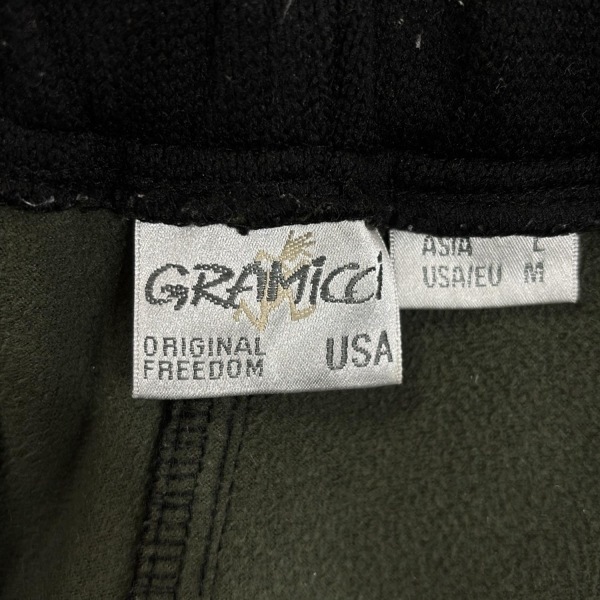 GRAMiCCi
ORIGINAL
FREEDOM
USA
ASIA L
USA/EU M